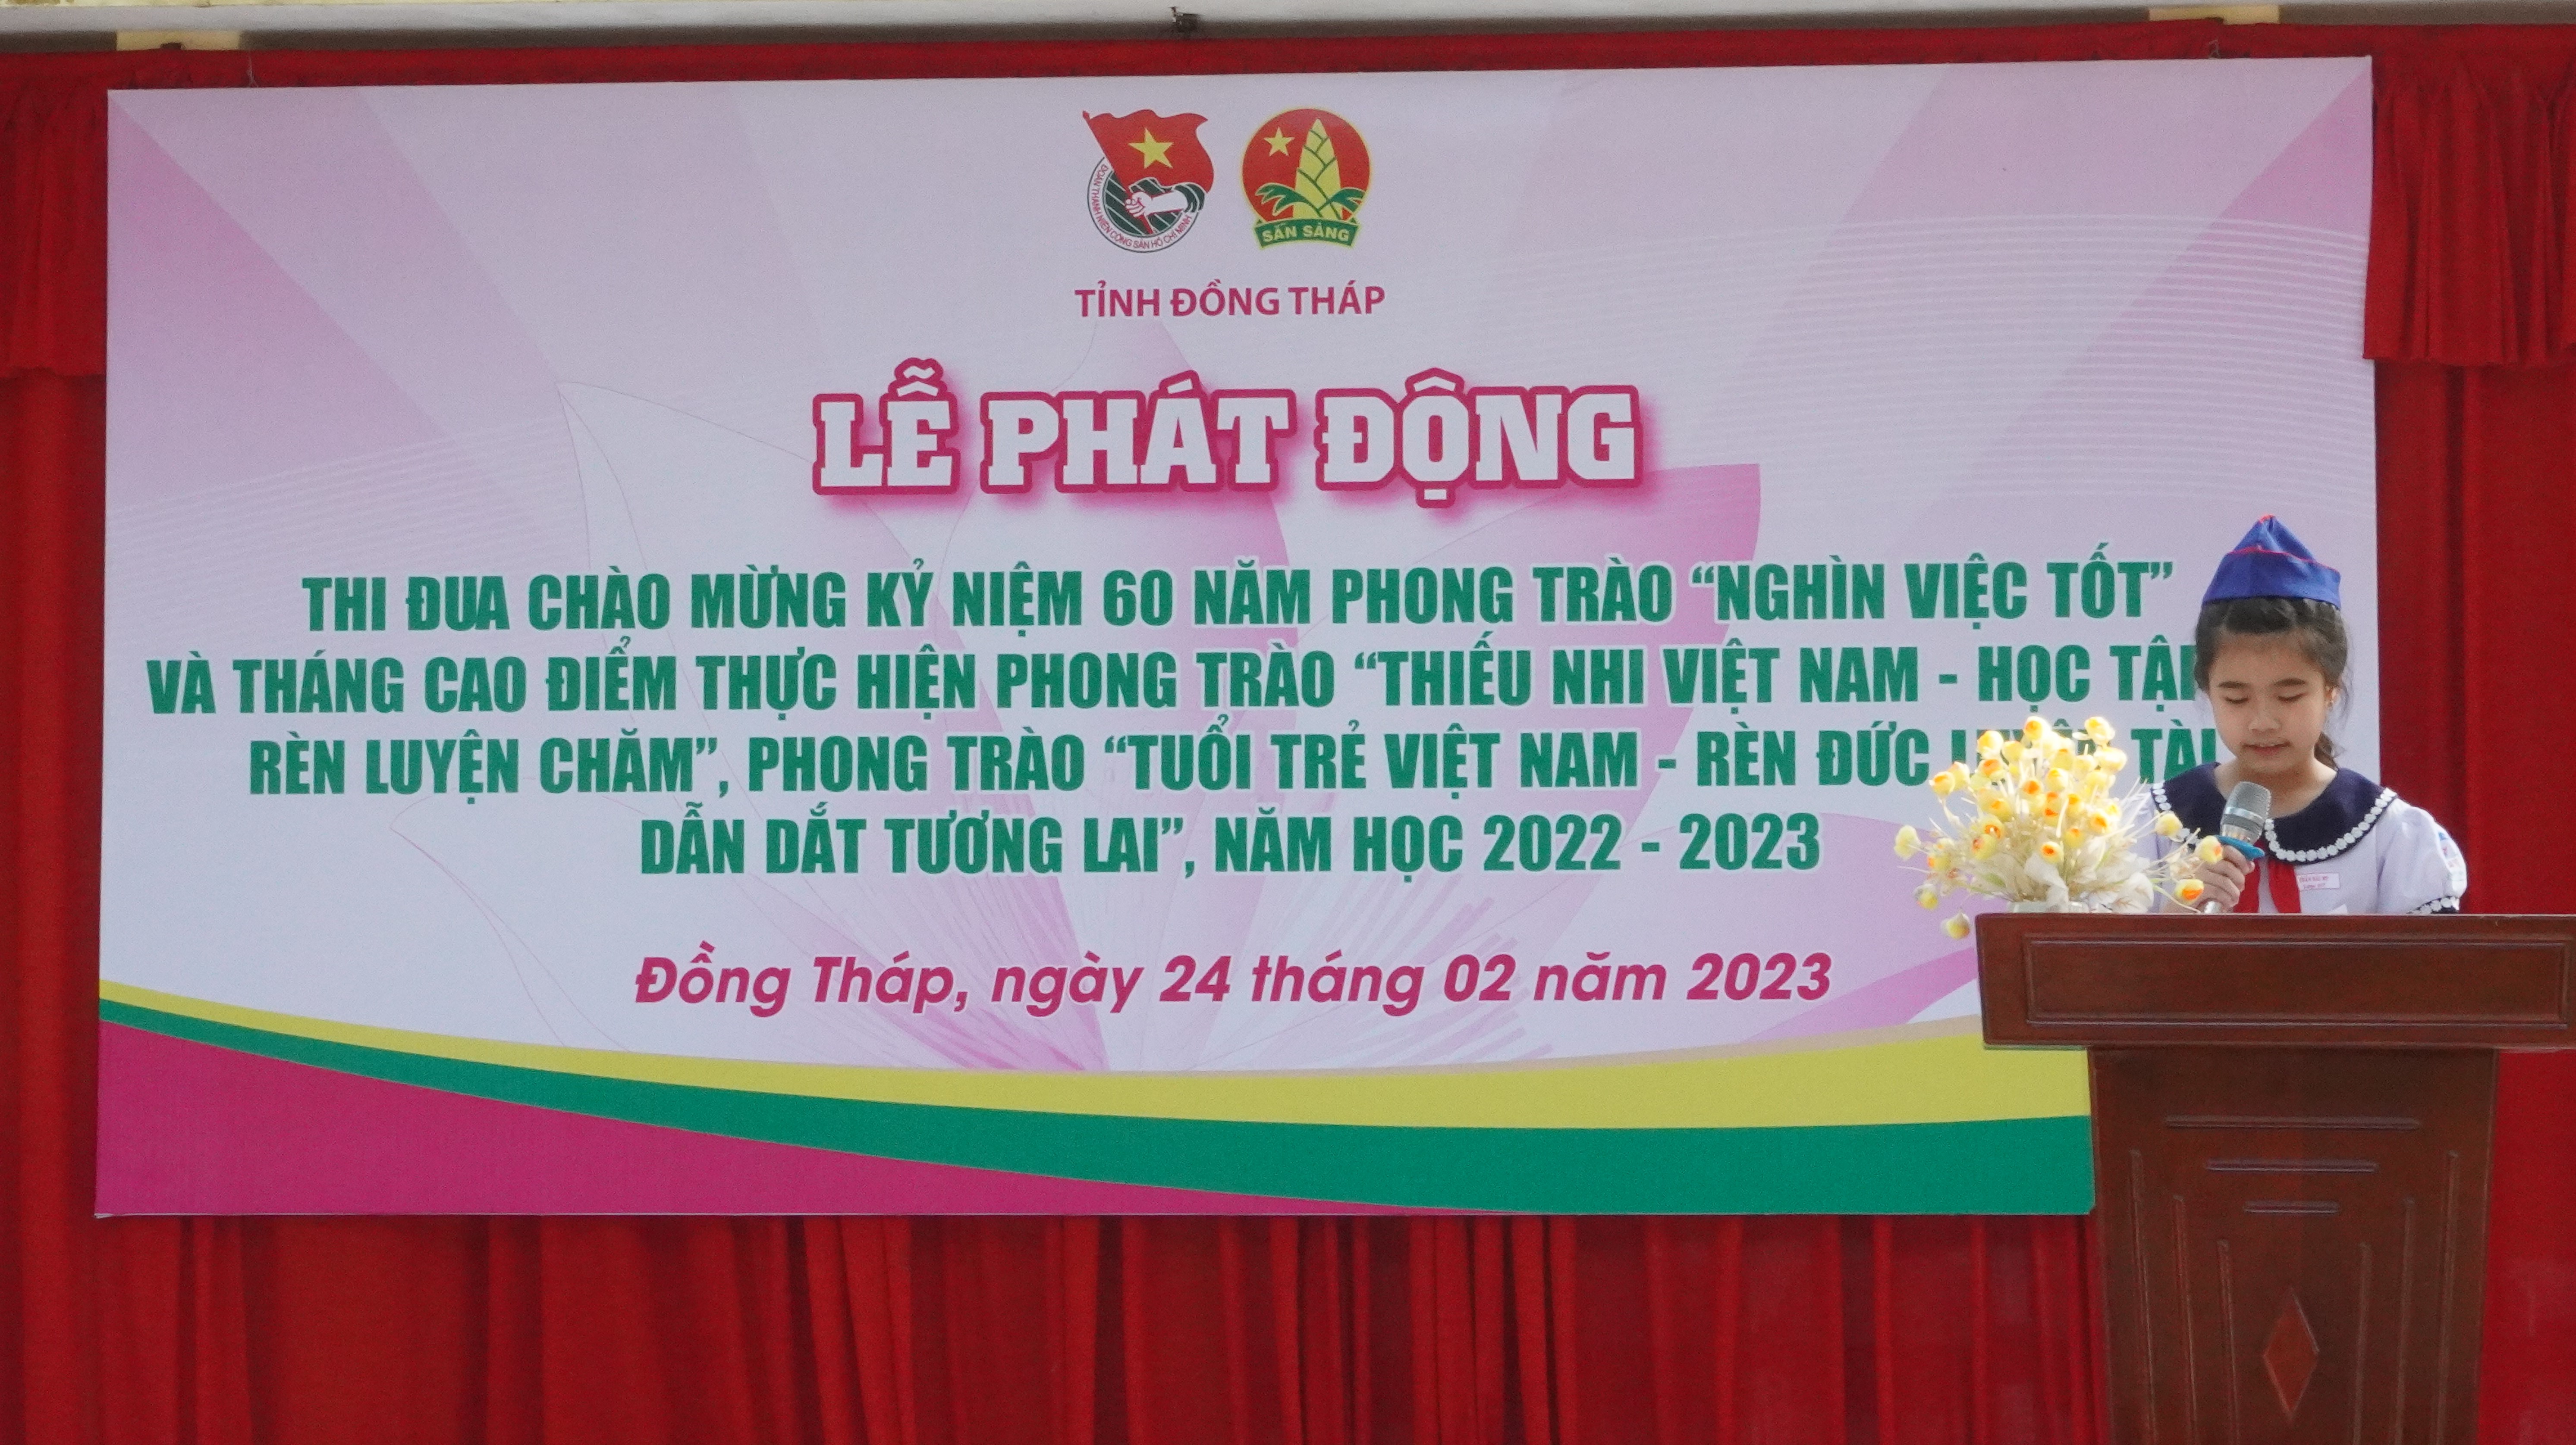 ĐOÀN THANH NIÊN CỘNG SẢN HỒ CHÍ MINH
SẴN SÀNG
TỈNH ĐỒNG THÁP
LỄ PHÁT ĐỘNG
THI ĐUA CHÀO MỪNG KỶ NIỆM 60 NĂM PHONG TRÀO “NGHÌN VIỆC TỐT”
VÀ THÁNG CAO ĐIỂM THỰC HIỆN PHONG TRÀO “THIẾU NHI VIỆT NAM - HỌC TẬP
RÈN LUYỆN CHĂM”, PHONG TRÀO “TUỔI TRẺ VIỆT NAM - RÈN ĐỨC TÀI
DẪN DẮT TƯƠNG LAI”, NĂM HỌC 2022 - 2023
Đồng Tháp, ngày 24 tháng 02 năm 2023